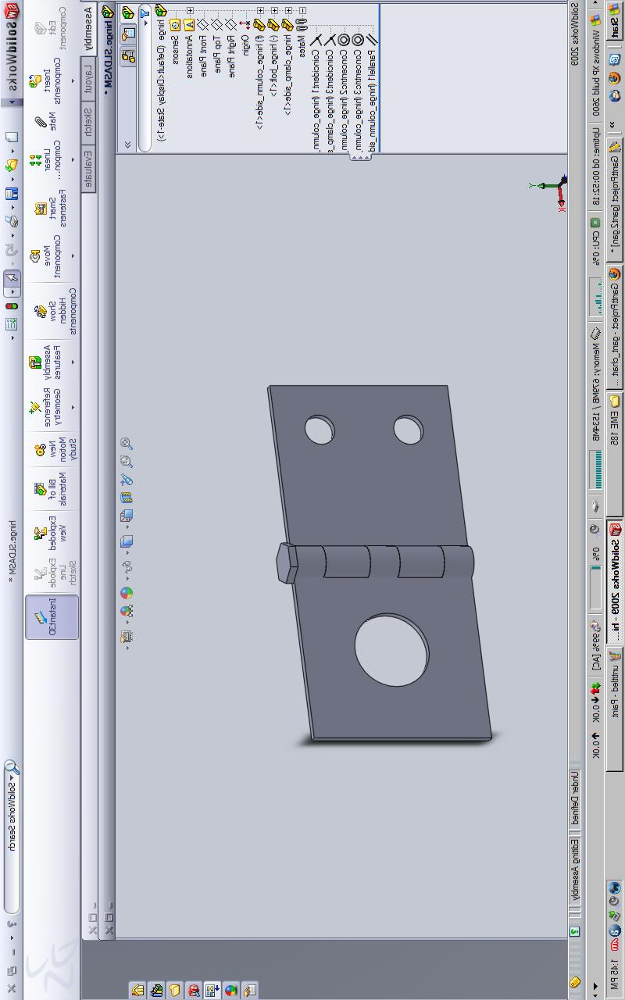 SolidWorks
hinge.SLDASM *
SolidWorks Search
Edit
Component
Insert
Components
Mate
Linear
Compon...
Smart
Fasteners
Move
Component
Show
Hidden
Components
Assembly
Features
Reference
Geometry
New
Motion
Study
Bill of
Materials
Exploded
View
Explode
Line
Sketch
Instant3D
Assembly
Layout
Sketch
Evaluate
hinge.SLDASM *
hinge (Default<Display State-1>)
Sensors
Annotations
Front Plane
Top Plane
Right Plane
Origin
(f) hinge_column_side<1>
(-) hinge_bolt<1>
hinge_clamp_side<1>
Mates
Coincident1 (hinge_column_
Coincident3 (hinge_clamp_s
Concentric2 (hinge_column_
Concentric3 (hinge_column_
Parallel1 (hinge_column_sid
Y
X
SolidWorks 2009
Under Defined
Editing Assembly
Windows XP build 2600
Uptime: 0d 00:52:18
CPU: 0%
Memory: 679MB / 1534MB
0%
99% [AC]
0.0K
0.0K
Start
GanttProject [gantt2.gan] *
GanttProject - gant_chart ...
EME 185
SolidWorks 2009 - hi...
untitled - Paint
1:45 PM